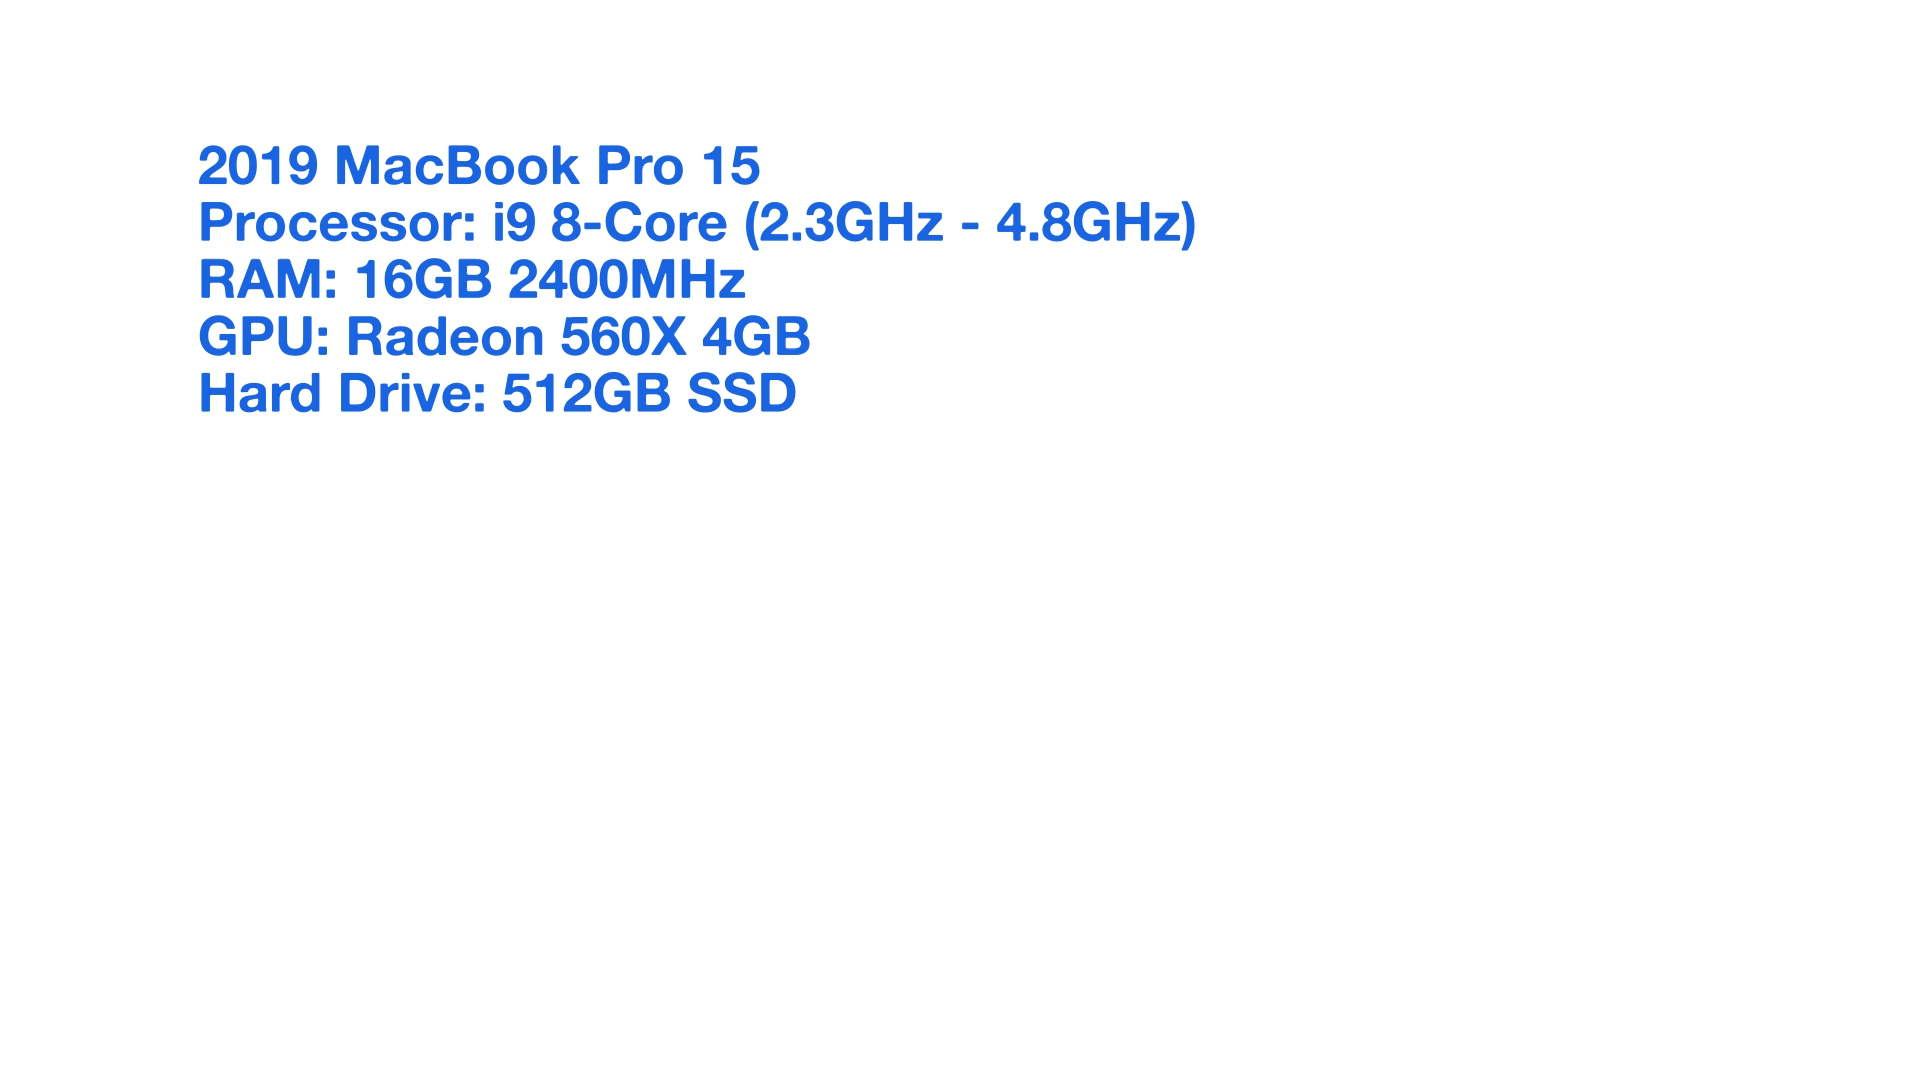 2019 MacBook Pro 15
Processor: i9 8-Core (2.3GHz - 4.8GHz)
RAM: 16GB 2400MHz
GPU: Radeon 560X 4GB
Hard Drive: 512GB SSD